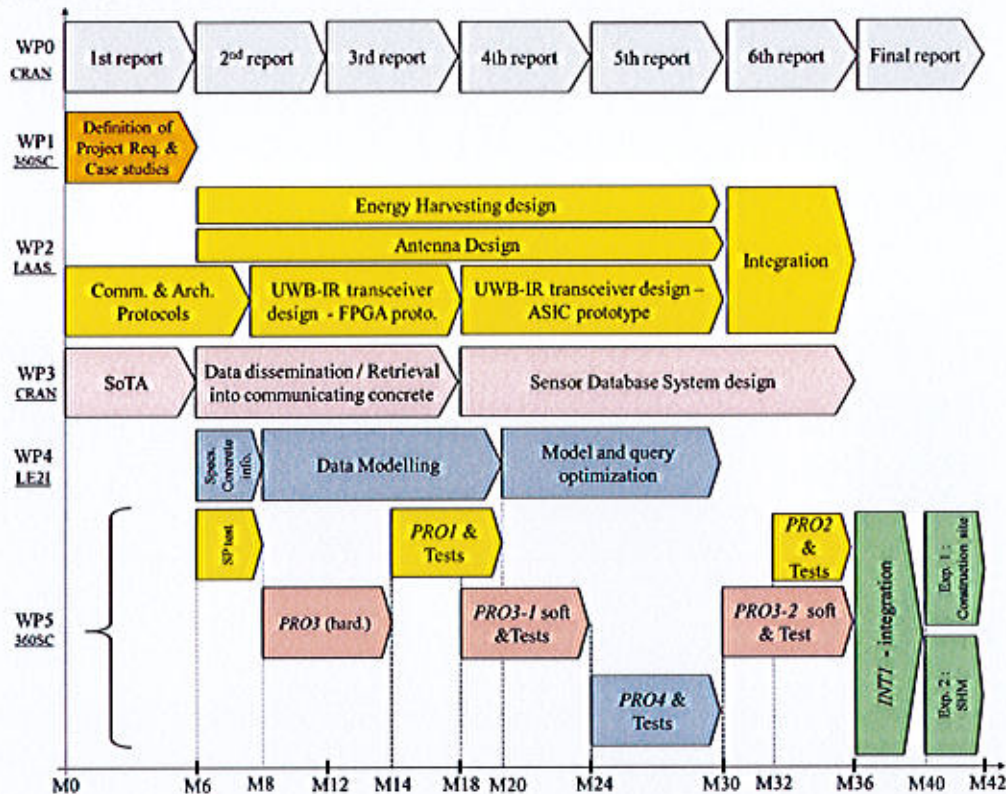 WP0
CRAN
1st report
2nd report
3rd report
4th report
5th report
6th report
Final report
WP1
360SC
Definition of
Project Req. &
Case studies
WP2
LAAS
Energy Harvesting design
Antenna Design
Integration
Comm. & Arch.
Protocols
UWB-IR transceiver
design - FPGA proto.
UWB-IR transceiver design –
ASIC prototype
WP3
CRAN
SoTA
Data dissemination / Retrieval
into communicating concrete
Sensor Database System design
WP4
LE2I
Specs.
Concrete
info.
Data Modelling
Model and query
optimization
WP5
360SC
SP test
PRO1 &
Tests
PRO2
&
Tests
PRO3 (hard.)
PRO3-1 soft
&Tests
PRO3-2 soft
& Test
PRO4 &
Tests
INT1 - integration
Exp. 1 :
Construction site
Exp. 2 :
SHM
M0 M6 M18 M12 M14 M18 M20 M24 M30 M32 M36 M40 M42